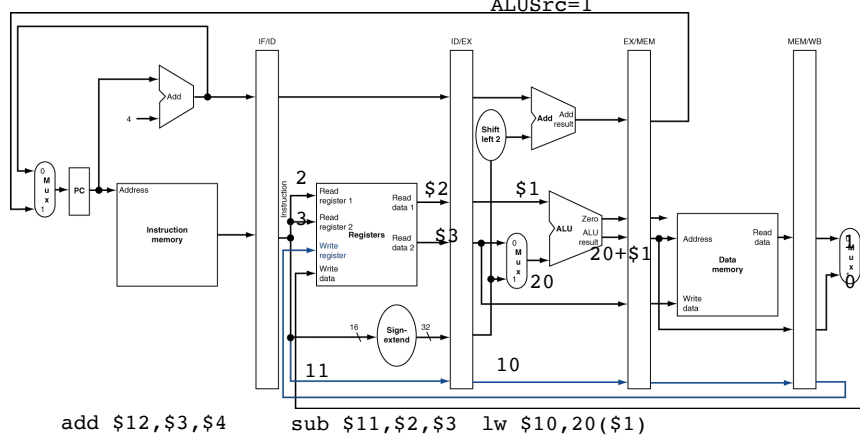 ALUSrc=1
IF/ID
ID/EX
EX/MEM
MEM/WB
Add
4
Add
Add
result
Shift
left 2
0
M
u
x
1
PC
Address
Instruction
memory
Instruction
2
3
Read
register 1
Read
register 2
Registers
Write
register
Write
data
Read
data 1
Read
data 2
$2
$3
$1
0
M
u
x
1
20
ALU
Zero
ALU
result
20+$1
Address
Read
data
Data
memory
Write
data
1
M
u
x
0
16
Sign-
extend
32
11
10
add $12,$3,$4
sub $11,$2,$3
lw $10,20($1)